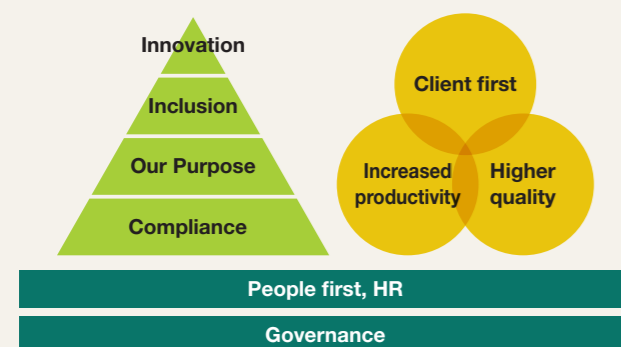 Innovation
Inclusion
Our Purpose
Compliance
Client first
Increased
productivity
Higher
quality
People first, HR
Governance